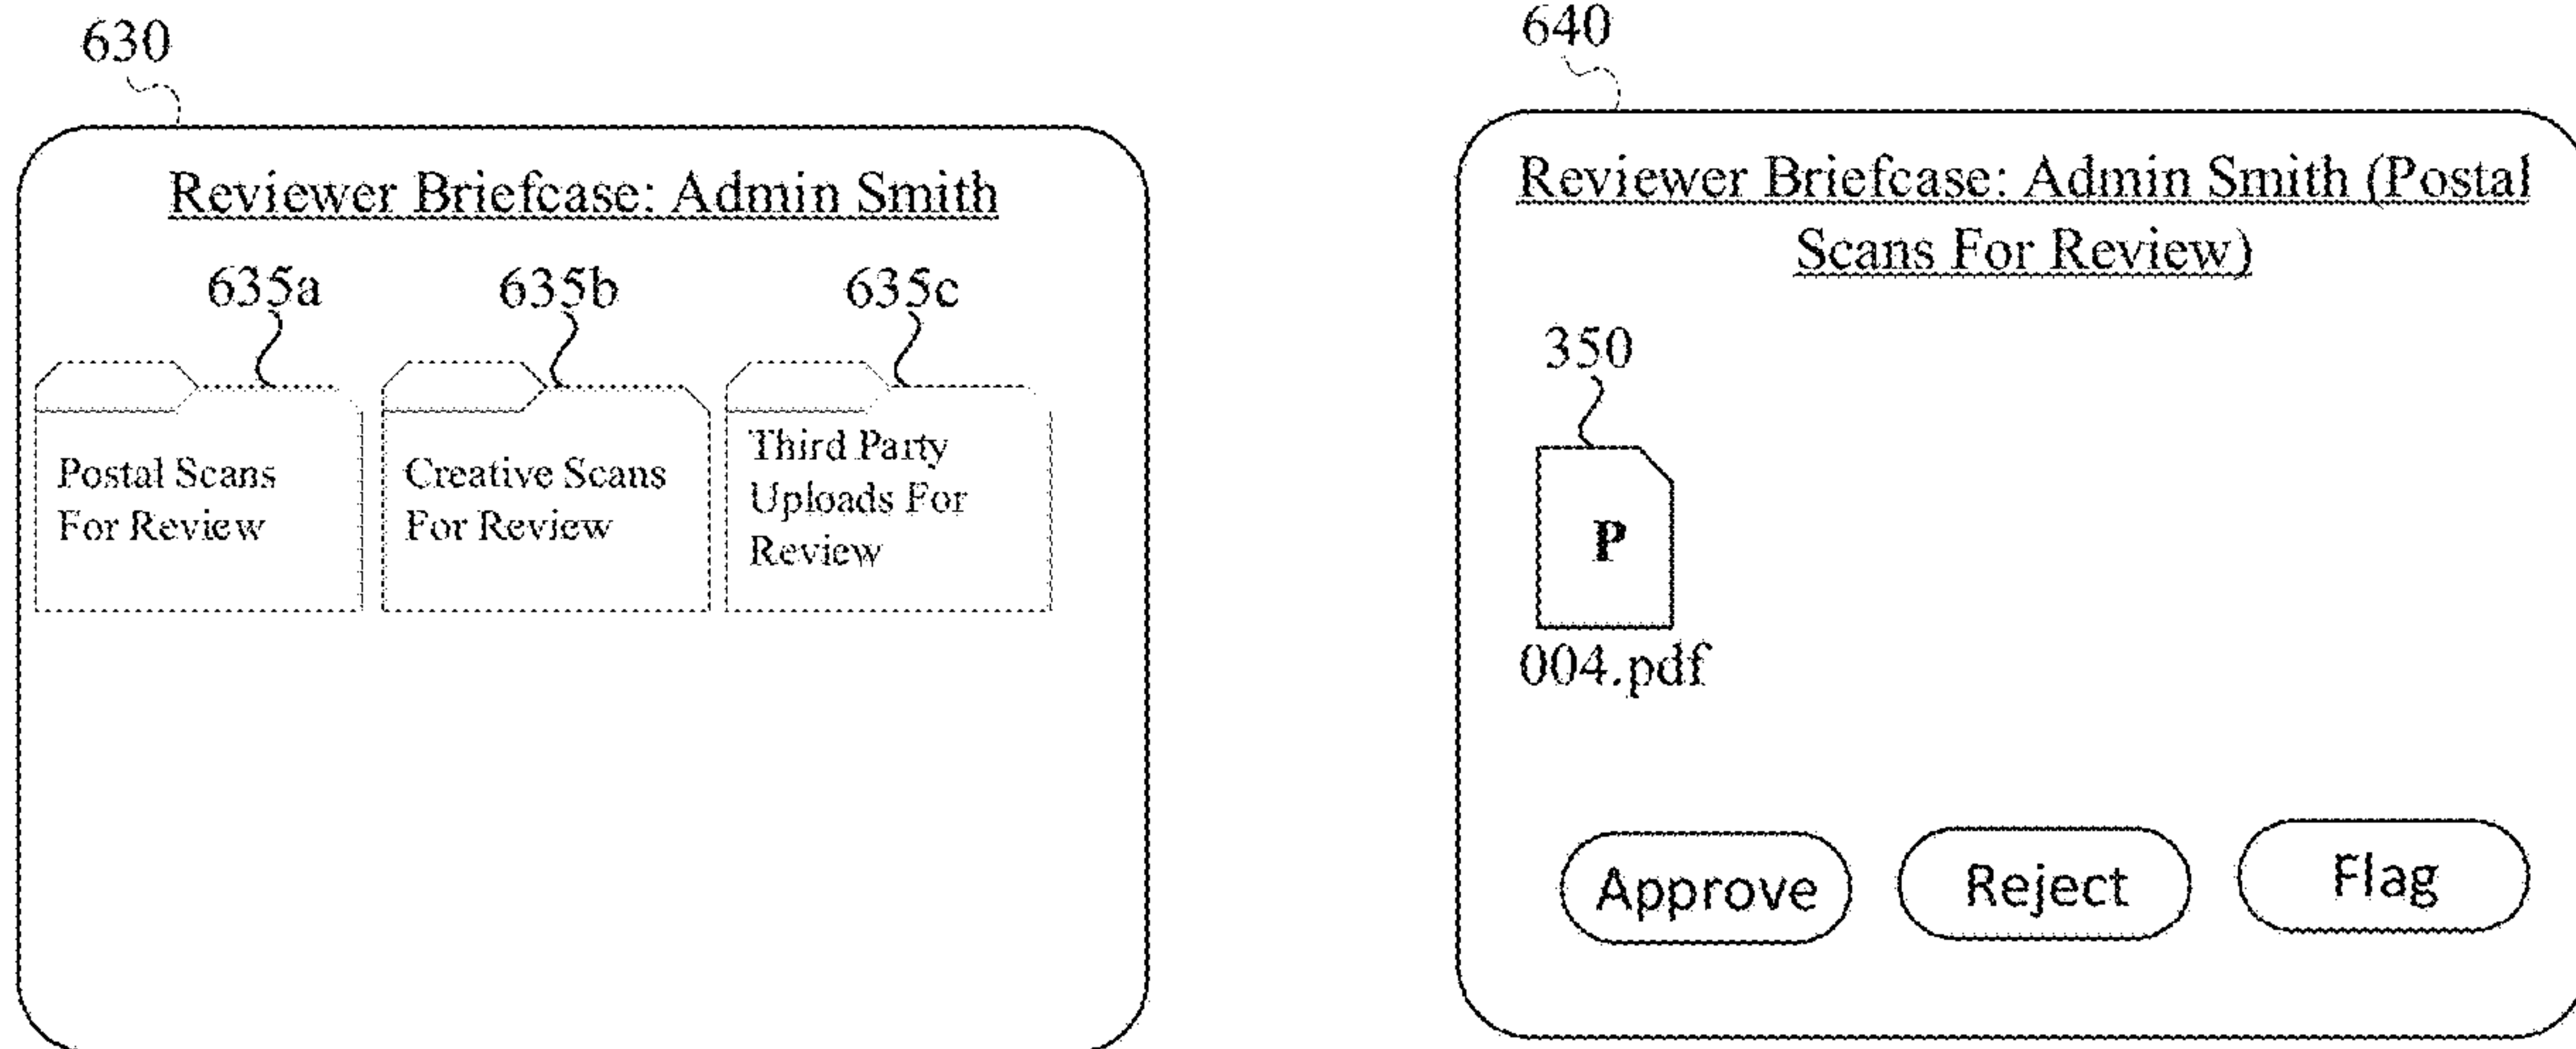 630
Reviewer Briefcase: Admin Smith
635a
635b
635c
Postal Scans
For Review
Creative Scans
For Review
Third Party
Uploads For
Review
640
Reviewer Briefcase: Admin Smith (Postal
Scans For Review)
350
P
004.pdf
Approve
Reject
Flag